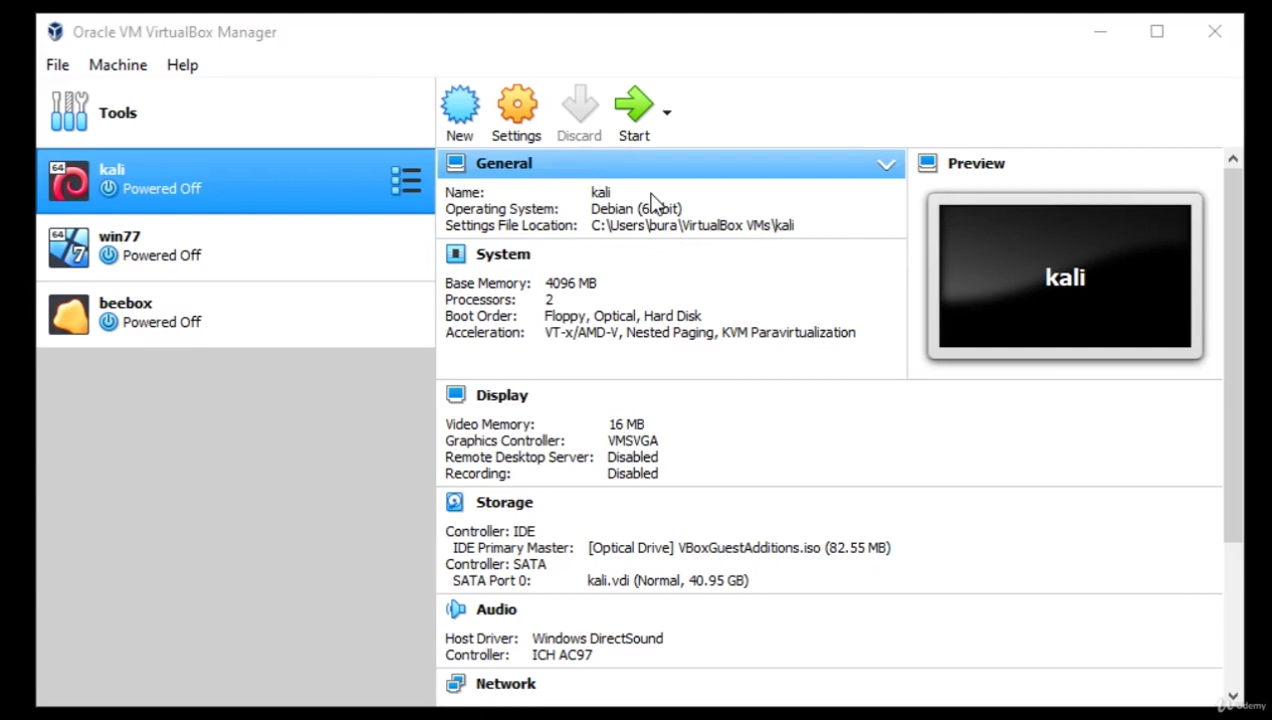 Oracle VM VirtualBox Manager
File Machine Help
Tools
New Settings Discard Start
64
kali
Powered Off
64
win77
Powered Off
beebox
Powered Off
General
Name: kali
Operating System: Debian (64-bit)
Settings File Location: C:\Users\bura\VirtualBox VMs\kali
Preview
kali
System
Base Memory: 4096 MB
Processors: 2
Boot Order: Floppy, Optical, Hard Disk
Acceleration: VT-x/AMD-V, Nested Paging, KVM Paravirtualization
Display
Video Memory: 16 MB
Graphics Controller: VMSVGA
Remote Desktop Server: Disabled
Recording: Disabled
Storage
Controller: IDE
IDE Primary Master: [Optical Drive] VBoxGuestAdditions.iso (82.55 MB)
Controller: SATA
SATA Port 0: kali.vdi (Normal, 40.95 GB)
Audio
Host Driver: Windows DirectSound
Controller: ICH AC97
Network
Udemy